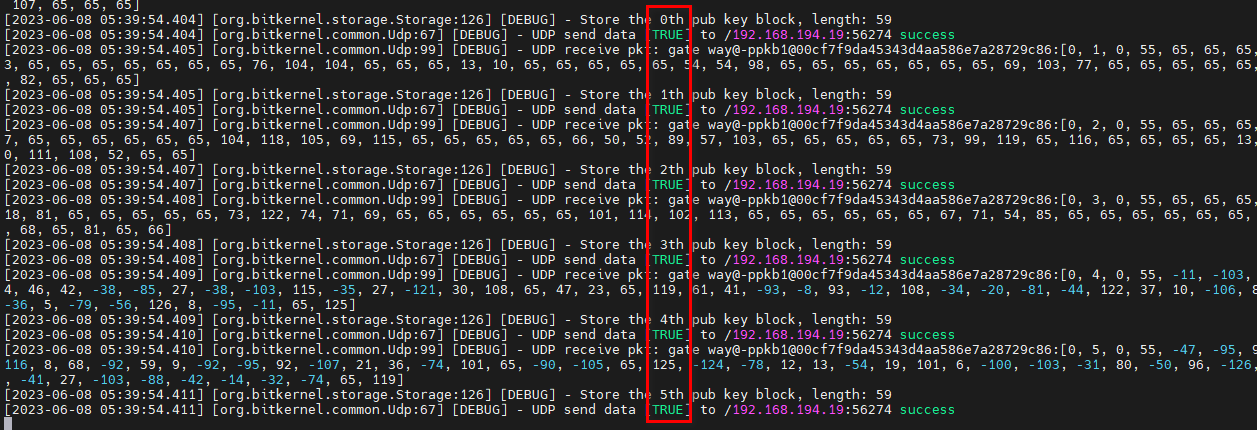 107, 65, 65]
[2023-06-08 05:39:54.404] [org.bitkernel.storage.Storage:126] [DEBUG] - Store the 0th pub key block, length: 59
[2023-06-08 05:39:54.404] [org.bitkernel.common.Udp:67] [DEBUG] - UDP send data [TRUE] to /192.168.194.19:56274 success
[2023-06-08 05:39:54.405] [org.bitkernel.common.Udp:99] [DEBUG] - UDP receive pkt: gate way@-ppkb1@00cf7f9da45343d4aa586e7a28729c86:[0, 1, 0, 55, 65, 65, 65,
3, 65, 65, 65, 65, 65, 65, 65, 76, 104, 104, 65, 65, 65, 13, 10, 65, 65, 65, 65, 65, 54, 54, 98, 65, 65, 65, 65, 65, 65, 65, 69, 103, 77, 65, 65, 65, 65, 65,
, 82, 65, 65, 65]
[2023-06-08 05:39:54.405] [org.bitkernel.storage.Storage:126] [DEBUG] - Store the 1th pub key block, length: 59
[2023-06-08 05:39:54.405] [org.bitkernel.common.Udp:67] [DEBUG] - UDP send data [TRUE] to /192.168.194.19:56274 success
[2023-06-08 05:39:54.407] [org.bitkernel.common.Udp:99] [DEBUG] - UDP receive pkt: gate way@-ppkb1@00cf7f9da45343d4aa586e7a28729c86:[0, 2, 0, 55, 65, 65, 65,
7, 65, 65, 65, 65, 65, 65, 104, 118, 105, 69, 115, 65, 65, 65, 65, 65, 66, 50, 52, 89, 57, 103, 65, 65, 65, 65, 65, 65, 73, 99, 119, 65, 116, 65, 65, 65, 65, 13,
0, 111, 108, 52, 65, 65]
[2023-06-08 05:39:54.407] [org.bitkernel.storage.Storage:126] [DEBUG] - Store the 2th pub key block, length: 59
[2023-06-08 05:39:54.407] [org.bitkernel.common.Udp:67] [DEBUG] - UDP send data [TRUE] to /192.168.194.19:56274 success
[2023-06-08 05:39:54.408] [org.bitkernel.common.Udp:99] [DEBUG] - UDP receive pkt: gate way@-ppkb1@00cf7f9da45343d4aa586e7a28729c86:[0, 3, 0, 55, 65, 65, 65,
18, 81, 65, 65, 65, 65, 65, 73, 122, 74, 71, 69, 65, 65, 65, 65, 65, 65, 101, 114, 102, 113, 65, 65, 65, 65, 65, 65, 67, 71, 54, 85, 65, 65, 65, 65, 65, 65,
, 68, 65, 81, 65, 66]
[2023-06-08 05:39:54.408] [org.bitkernel.storage.Storage:126] [DEBUG] - Store the 3th pub key block, length: 59
[2023-06-08 05:39:54.408] [org.bitkernel.common.Udp:67] [DEBUG] - UDP send data [TRUE] to /192.168.194.19:56274 success
[2023-06-08 05:39:54.409] [org.bitkernel.common.Udp:99] [DEBUG] - UDP receive pkt: gate way@-ppkb1@00cf7f9da45343d4aa586e7a28729c86:[0, 4, 0, 55, -11, -103,
4, 46, 42, -38, -85, 27, -38, -103, 115, -35, 27, -121, 30, 108, 65, 47, 23, 65, 119, 61, 41, -93, -8, 93, -12, 108, -34, -20, -81, -44, 122, 37, 10, -106, 8
-36, 5, -79, -56, 126, 8, -95, -11, 65, 125]
[2023-06-08 05:39:54.409] [org.bitkernel.storage.Storage:126] [DEBUG] - Store the 4th pub key block, length: 59
[2023-06-08 05:39:54.409] [org.bitkernel.common.Udp:67] [DEBUG] - UDP send data [TRUE] to /192.168.194.19:56274 success
[2023-06-08 05:39:54.410] [org.bitkernel.common.Udp:99] [DEBUG] - UDP receive pkt: gate way@-ppkb1@00cf7f9da45343d4aa586e7a28729c86:[0, 5, 0, 55, -47, -95, 9
116, 8, 68, -92, 59, 9, -92, -95, 92, -107, 21, 36, -74, 101, 65, -90, -105, 65, 125, -124, -78, 12, 13, -54, 19, 101, 6, -100, -103, -31, 80, -50, 96, -126,
, -41, 27, -103, -88, -42, -14, -32, -74, 65, 119]
[2023-06-08 05:39:54.411] [org.bitkernel.storage.Storage:126] [DEBUG] - Store the 5th pub key block, length: 59
[2023-06-08 05:39:54.411] [org.bitkernel.common.Udp:67] [DEBUG] - UDP send data [TRUE] to /192.168.194.19:56274 success